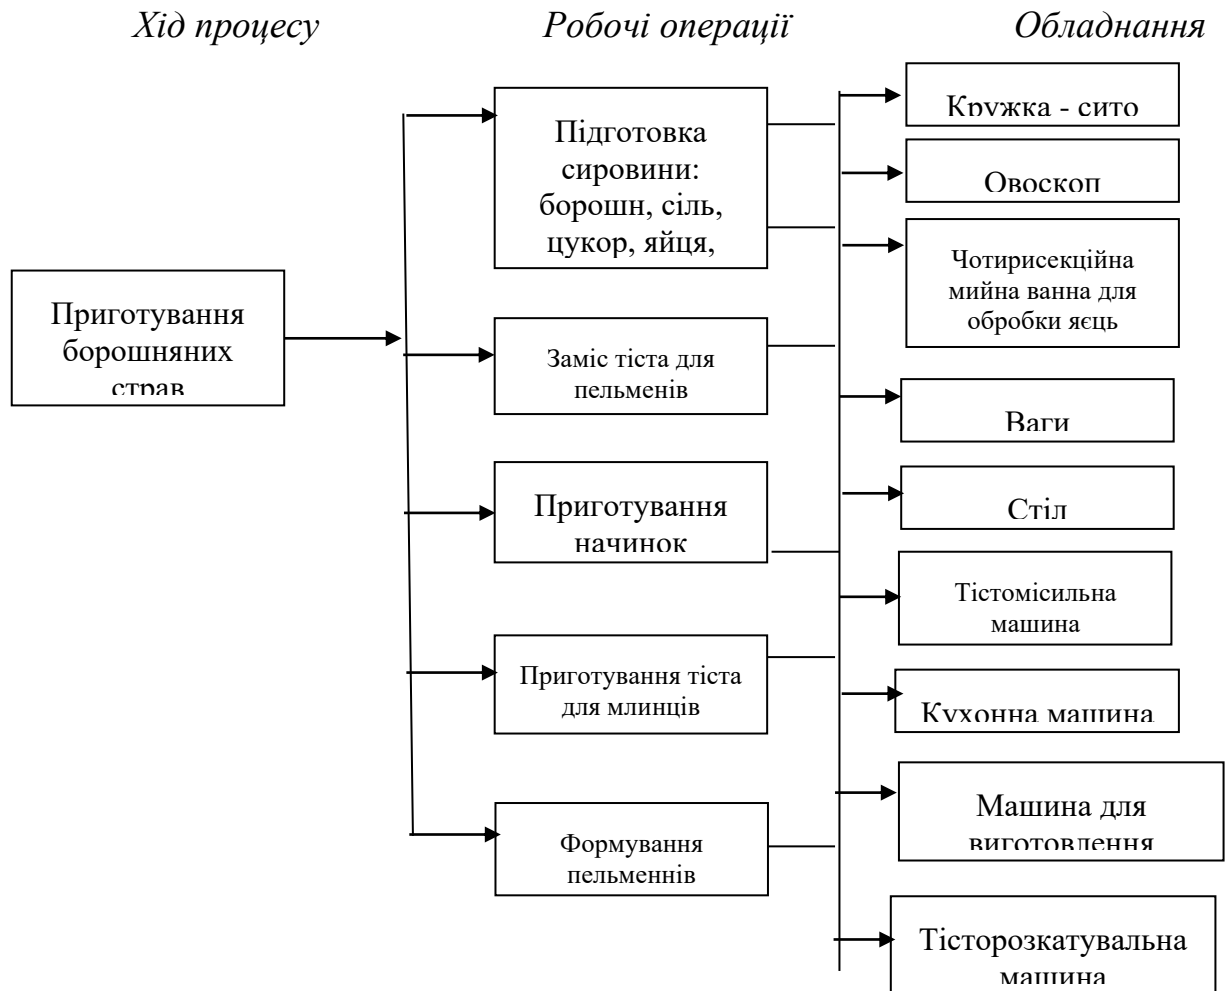 Хід процесу
Робочі операції
Обладнання
Приготування
борошняних
страв
Підготовка
сировини:
борошн, сіль,
цукор, яйця,
Заміс тіста для
пельменів
Приготування
начинок
Приготування тіста
для млинців
Формування
пельменнів
Кружка - сито
Овоскоп
Чотирисекційна
мийна ванна для
обробки яєць
Ваги
Стіл
Тістомісильна
машина
Кухонна машина
Машина для
виготовлення
Тісторозкатувальна
машина